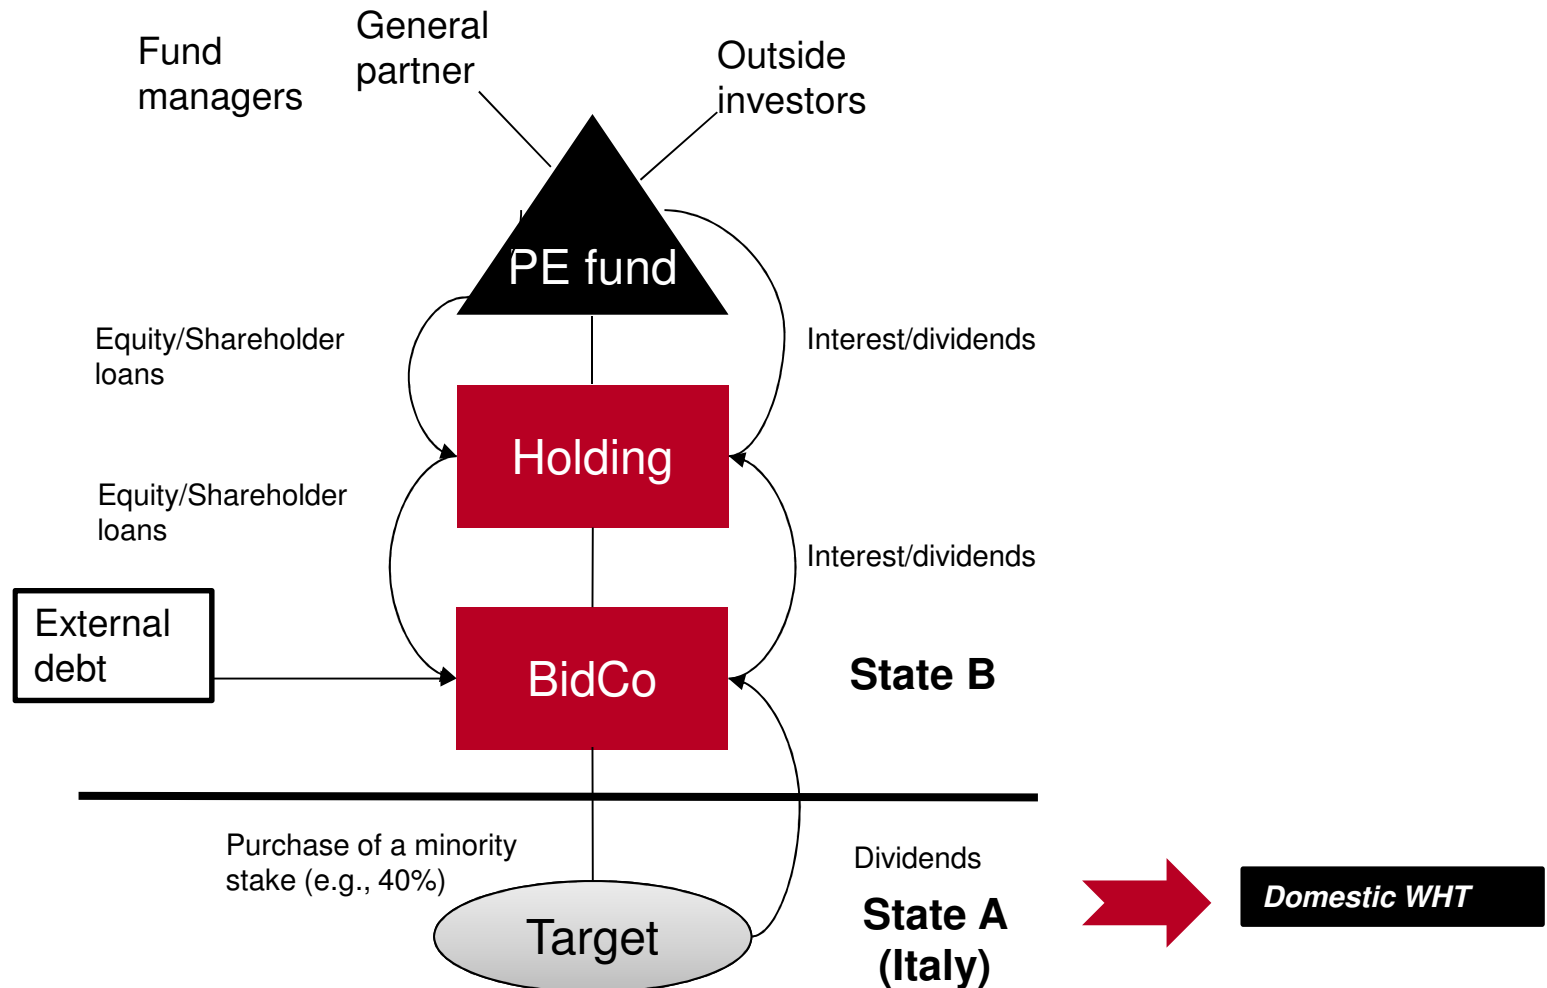 Fund
managers
General
partner
Outside
investors
PE fund
Equity/Shareholder
loans
Interest/dividends
Holding
Equity/Shareholder
loans
Interest/dividends
External
debt
BidCo
State B
Purchase of a minority
stake (e.g., 40%)
Dividends
State A
(Italy)
Domestic WHT
Target